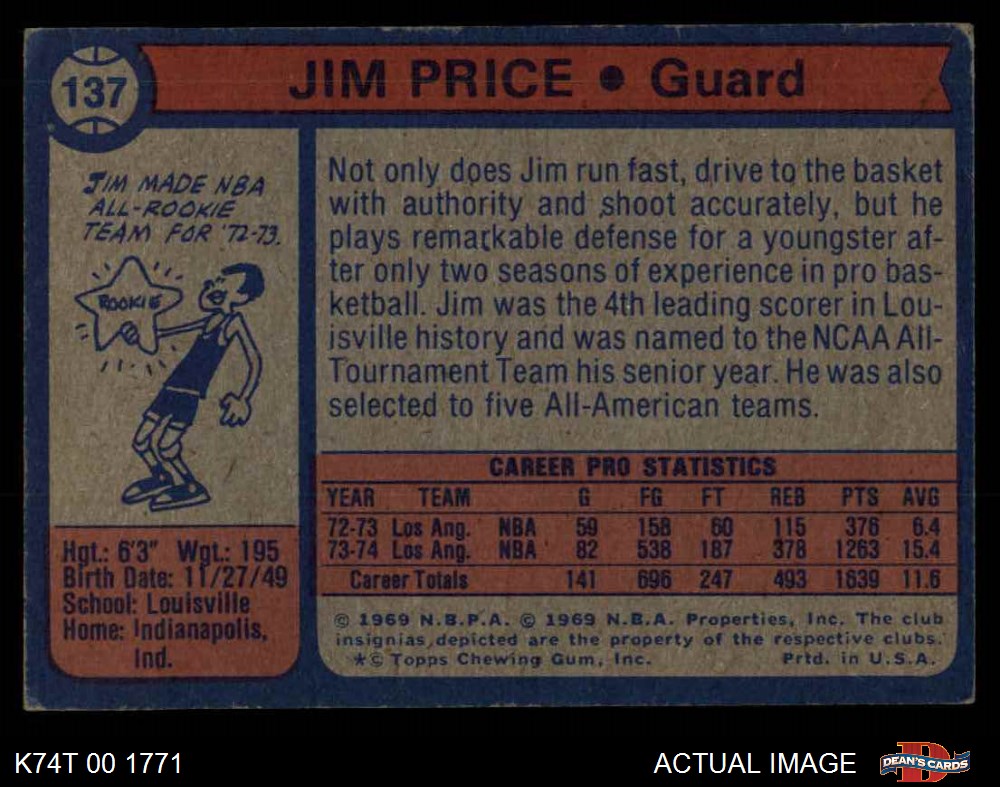 137
JIM PRICE ● Guard
JIM MADE NBA
ALL-ROOKIE
TEAM FOR '72-73.
ROOKIE
Hgt.: 6'3" Wgt.: 195
Birth Date: 11/27/49
School: Louisville
Home: Indianapolis,
Ind.
Not only does Jim run fast, drive to the basket
with authority and shoot accurately, but he
plays remarkable defense for a youngster af-
ter only two seasons of experience in pro bas-
ketball. Jim was the 4th leading scorer in Lou-
isville history and was named to the NCAA All-
Tournament Team his senior year. He was also
selected to five All-American teams.
CAREER PRO STATISTICS
YEAR TEAM G FG FT REB PTS AVG
72-73 Los Ang. NBA 59 158 60 115 376 6.4
73-74 Los Ang. NBA 82 538 187 378 1263 15.4
Career Totals 141 696 247 493 1639 11.6
© 1969 N.B.P.A. © 1969 N.B.A. Properties, Inc. The club
insignias depicted are the property of the respective clubs.
*© Topps Chewing Gum, Inc. Prtd. in U.S.A.
K74T 00 1771 ACTUAL IMAGE
D
DEAN'S CARDS